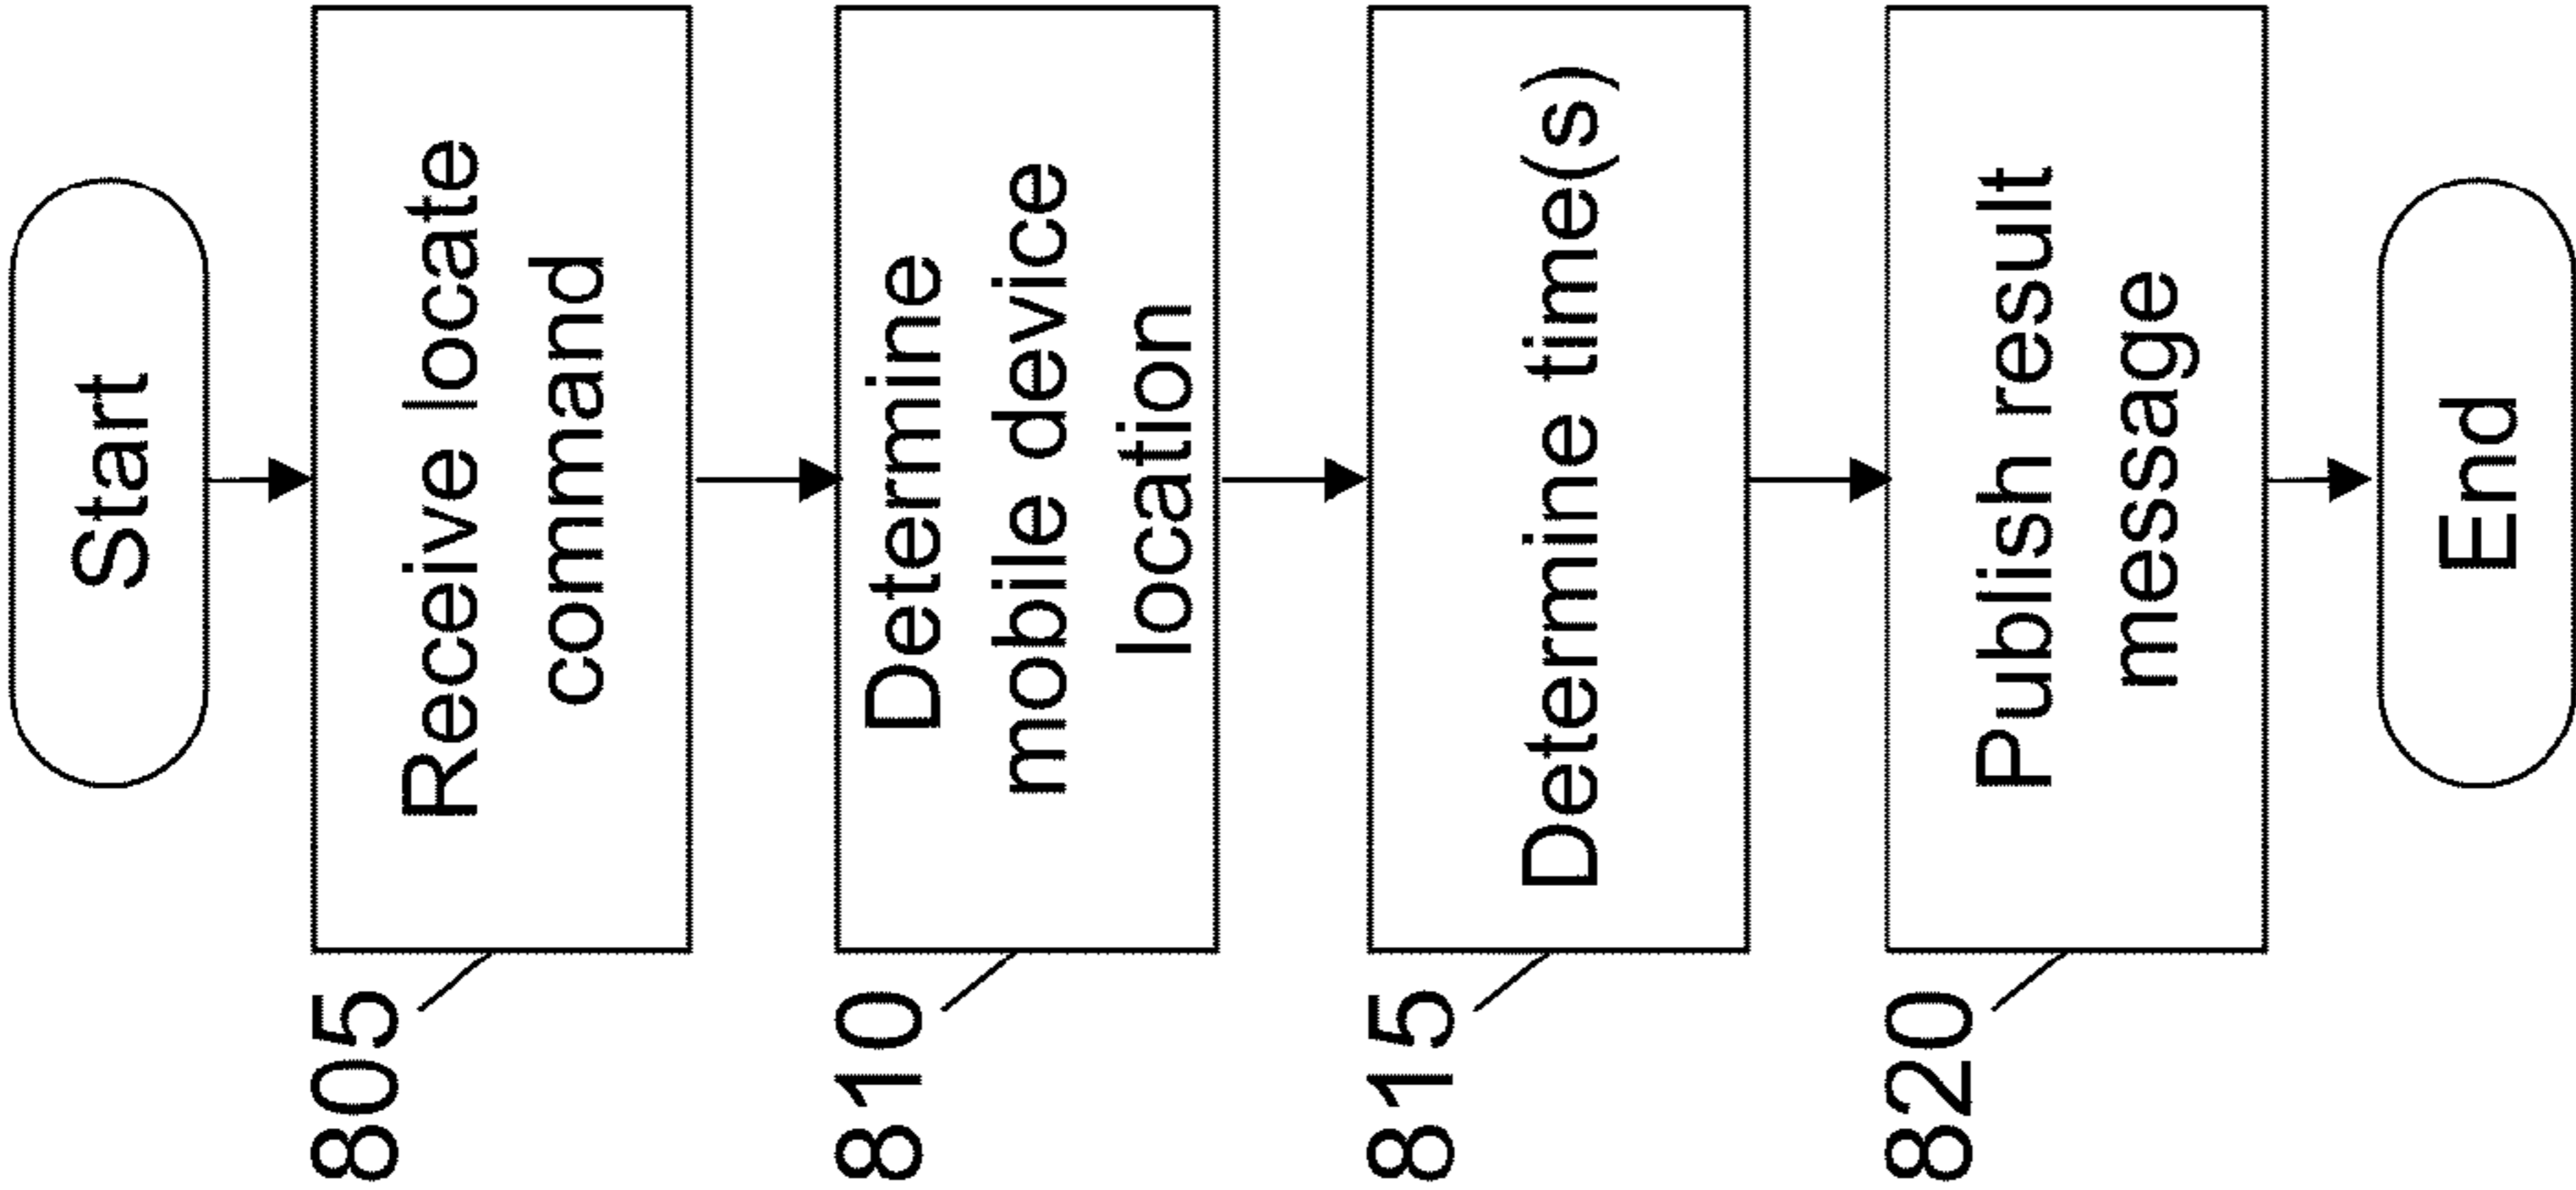 Start
805
Receive locate
command
810
Determine
mobile device
location
815
Determine time(s)
820
Publish result
message
End